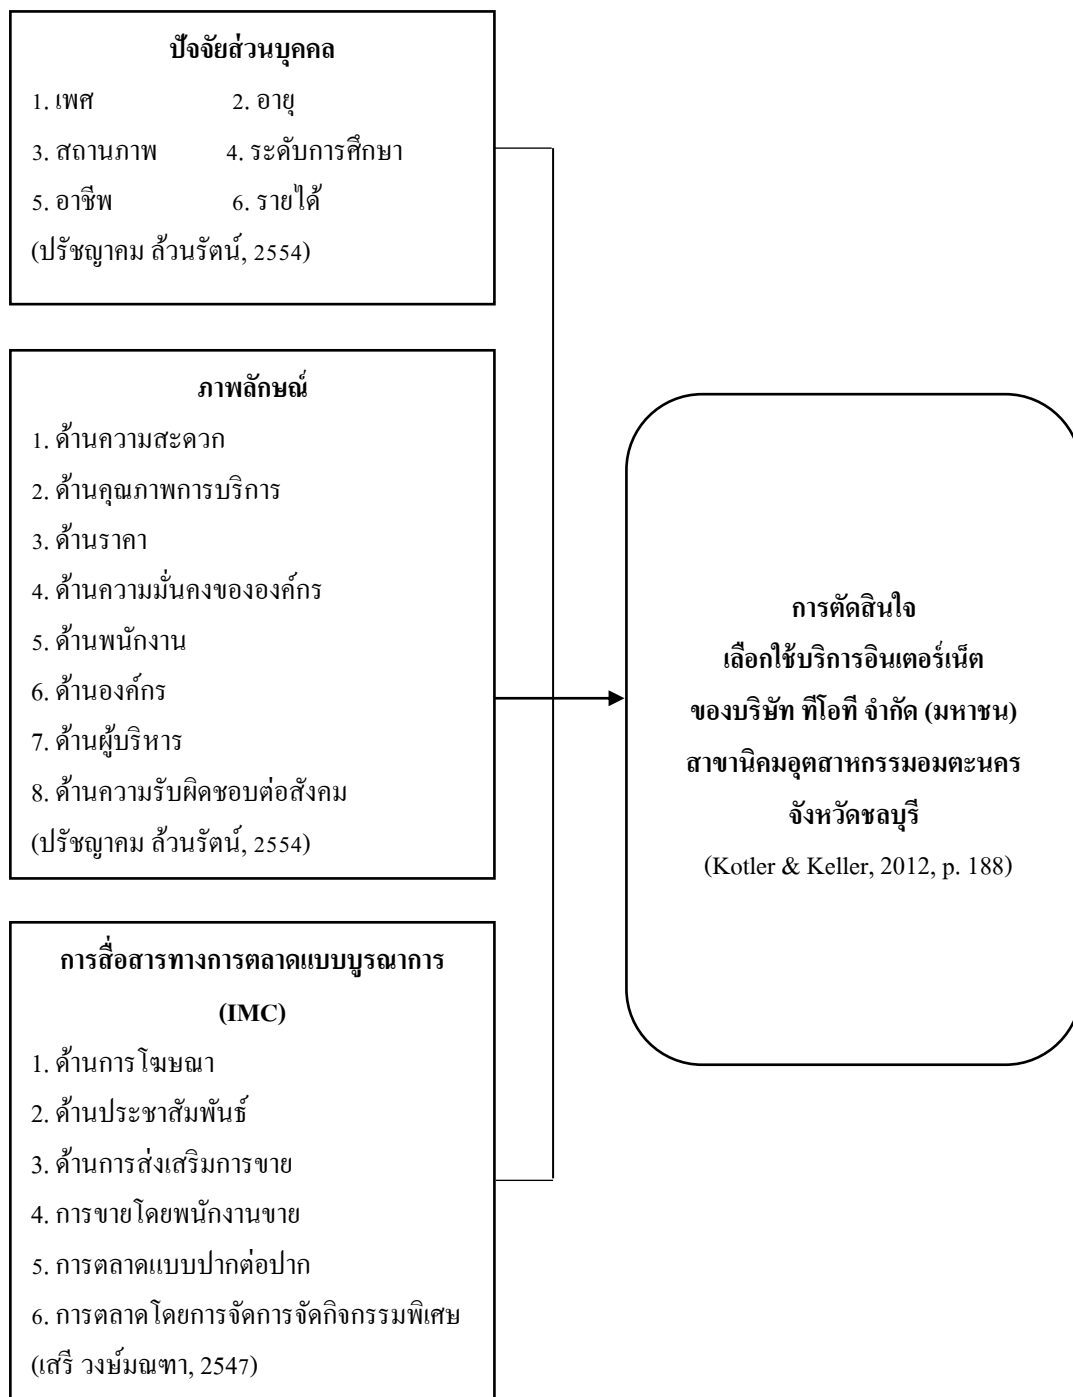 ปัจจัยส่วนบุคคล
1. เพศ 2. อายุ
3. สถานภาพ 4. ระดับการศึกษา
5. อาชีพ 6. รายได้
(ปรัชญาคม ล้วนรัตน์, 2554)
ภาพลักษณ์
1. ด้านความสะดวก
2. ด้านคุณภาพการบริการ
3. ด้านราคา
4. ด้านความมั่นคงขององค์กร
5. ด้านพนักงาน
6. ด้านองค์กร
7. ด้านผู้บริหาร
8. ด้านความรับผิดชอบต่อสังคม
(ปรัชญาคม ล้วนรัตน์, 2554)
การสื่อสารทางการตลาดแบบบูรณาการ
(IMC)
1. ด้านการโฆษณา
2. ด้านประชาสัมพันธ์
3. ด้านการส่งเสริมการขาย
4. การขายโดยพนักงานขาย
5. การตลาดแบบปากต่อปาก
6. การตลาดโดยการจัดการจัดกิจกรรมพิเศษ
(เสรี วงษ์มณฑา, 2547)
การตัดสินใจ
เลือกใช้บริการอินเตอร์เน็ต
ของบริษัท ทีโอที จำกัด (มหาชน)
สาขานิคมอุตสาหกรรมอมตะนคร
จังหวัดชลบุรี
(Kotler & Keller, 2012, p. 188)